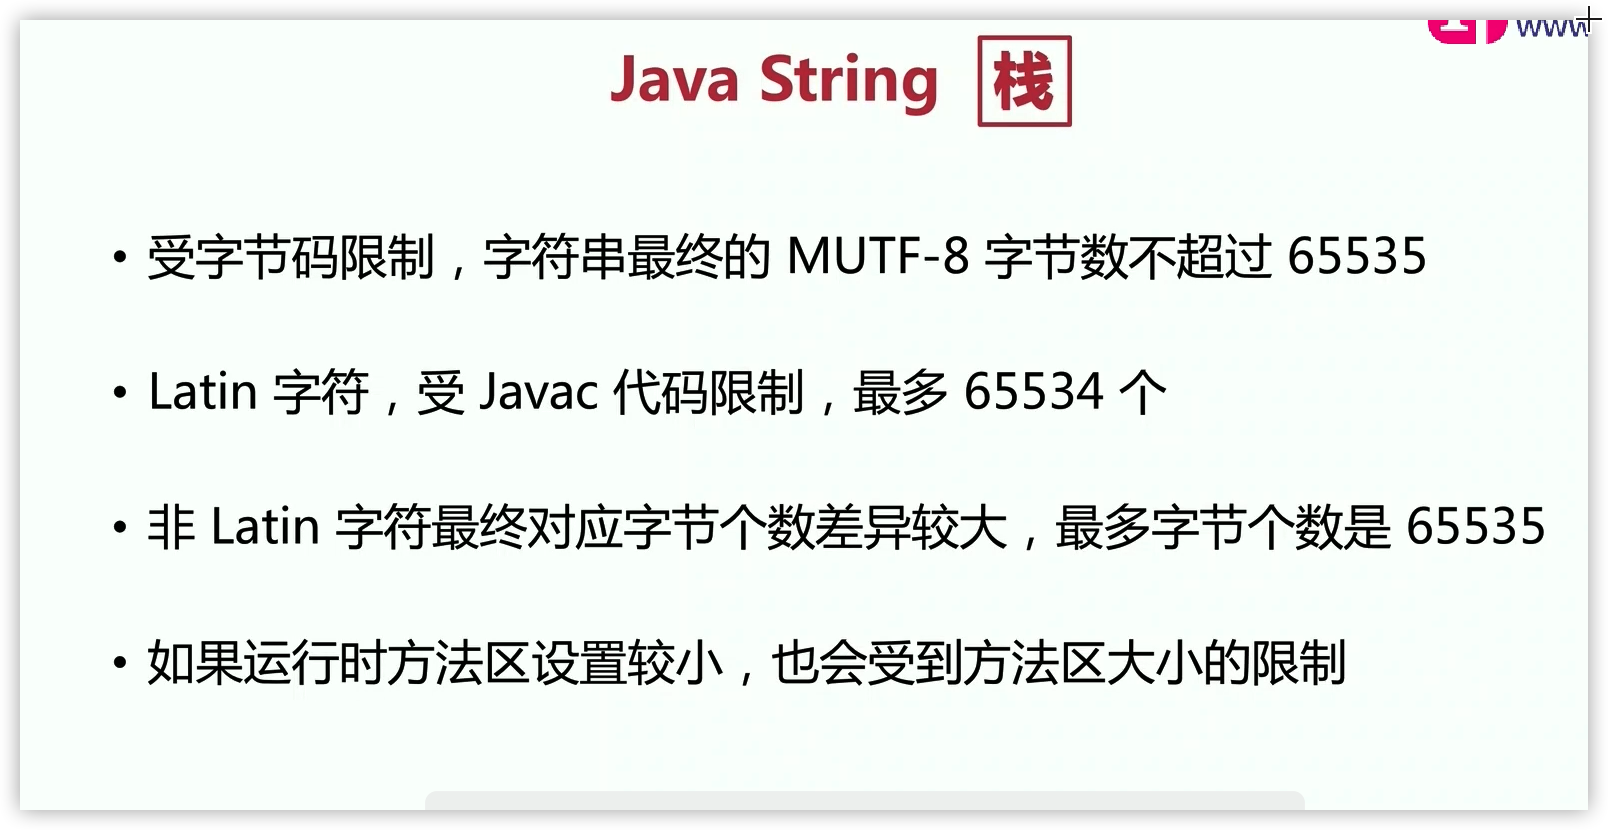 www
Java String 栈
• 受字节码限制，字符串最终的 MUTF-8 字节数不超过 65535
• Latin 字符，受 Javac 代码限制，最多 65534 个
• 非 Latin 字符最终对应字节个数差异较大，最多字节个数是 65535
• 如果运行时方法区设置较小，也会受到方法区大小的限制